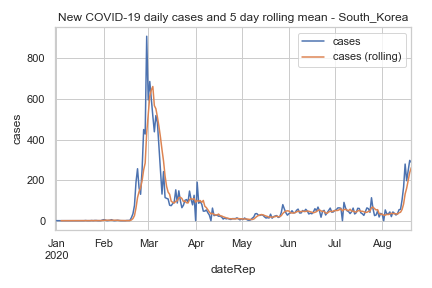 New COVID-19 daily cases and 5 day rolling mean - South_Korea
cases
cases (rolling)
cases
800
600
400
200
0
Jan Feb Mar Apr May Jun Jul Aug
2020
dateRep